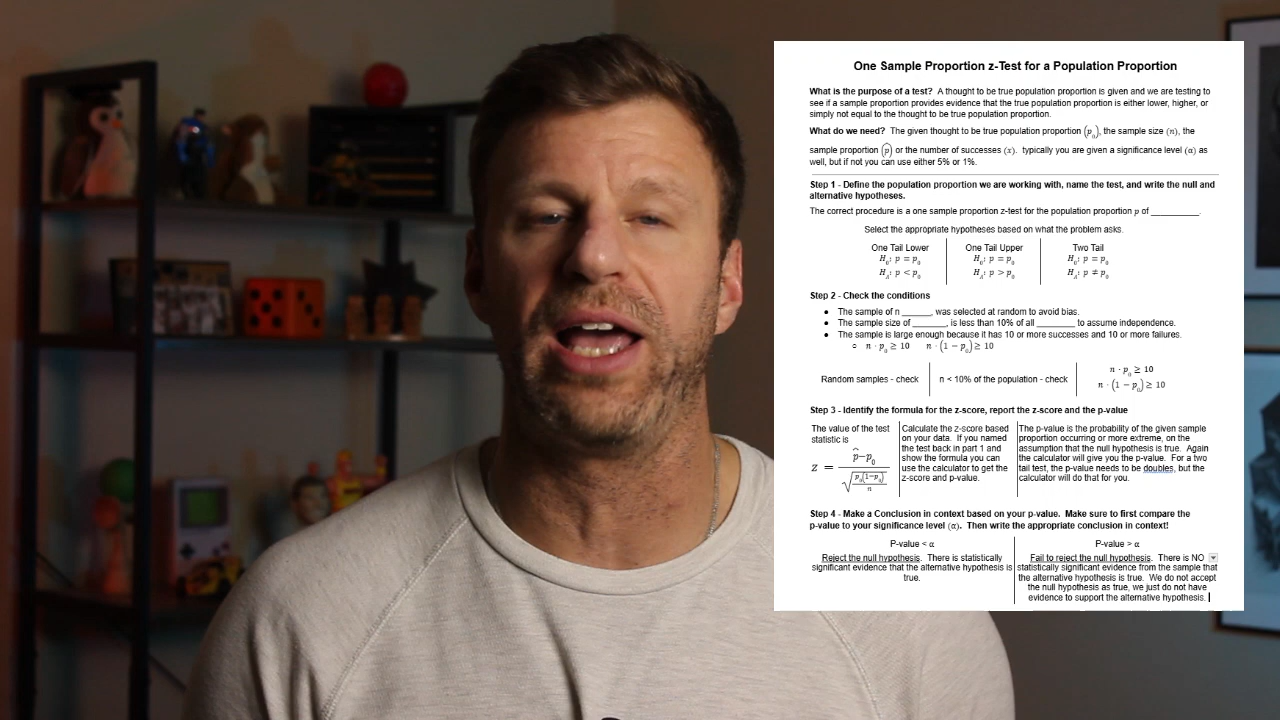 One Sample Proportion z-Test for a Population Proportion
What is the purpose of a test? A thought to be true population proportion is given and we are testing to
see if a sample proportion provides evidence that the true population proportion is either lower, higher, or
simply not equal to the thought to be true population proportion.
What do we need? The given thought to be true population proportion (p₀), the sample size (n), the
sample proportion (p̂) or the number of successes (x). typically you are given a significance level (α) as
well, but if not you can use either 5% or 1%.
Step 1 - Define the population proportion we are working with, name the test, and write the null and
alternative hypotheses.
The correct procedure is a one sample proportion z-test for the population proportion p of __________.
Select the appropriate hypotheses based on what the problem asks.
One Tail Lower
H₀: p = p₀
H_A: p < p₀
One Tail Upper
H₀: p = p₀
H_A: p > p₀
Two Tail
H₀: p = p₀
H_A: p ≠ p₀
Step 2 - Check the conditions
● The sample of n ______, was selected at random to avoid bias.
● The sample size of _______, is less than 10% of all ________ to assume independence.
● The sample is large enough because it has 10 or more successes and 10 or more failures.
○ n · p₀ ≥ 10 n · (1 − p₀) ≥ 10
Random samples - check
n < 10% of the population - check
n · p₀ ≥ 10
n · (1 − p₀) ≥ 10
Step 3 - Identify the formula for the z-score, report the z-score and the p-value
The value of the test
statistic is
z = (p̂−p₀) / √(p₀(1−p₀)/n)
Calculate the z-score based
on your data. If you named
the test back in part 1 and
show the formula you can
use the calculator to get the
z-score and p-value.
The p-value is the probability of the given sample
proportion occurring or more extreme, on the
assumption that the null hypothesis is true. Again
the calculator will give you the p-value. For a two
tail test, the p-value needs to be doubles, but the
calculator will do that for you.
Step 4 - Make a Conclusion in context based on your p-value. Make sure to first compare the
p-value to your significance level (α). Then write the appropriate conclusion in context!
P-value < α
Reject the null hypothesis. There is statistically
significant evidence that the alternative hypothesis is
true.
P-value > α
Fail to reject the null hypothesis. There is NO
statistically significant evidence from the sample that
the alternative hypothesis is true. We do not accept
the null hypothesis as true, we just do not have
evidence to support the alternative hypothesis.